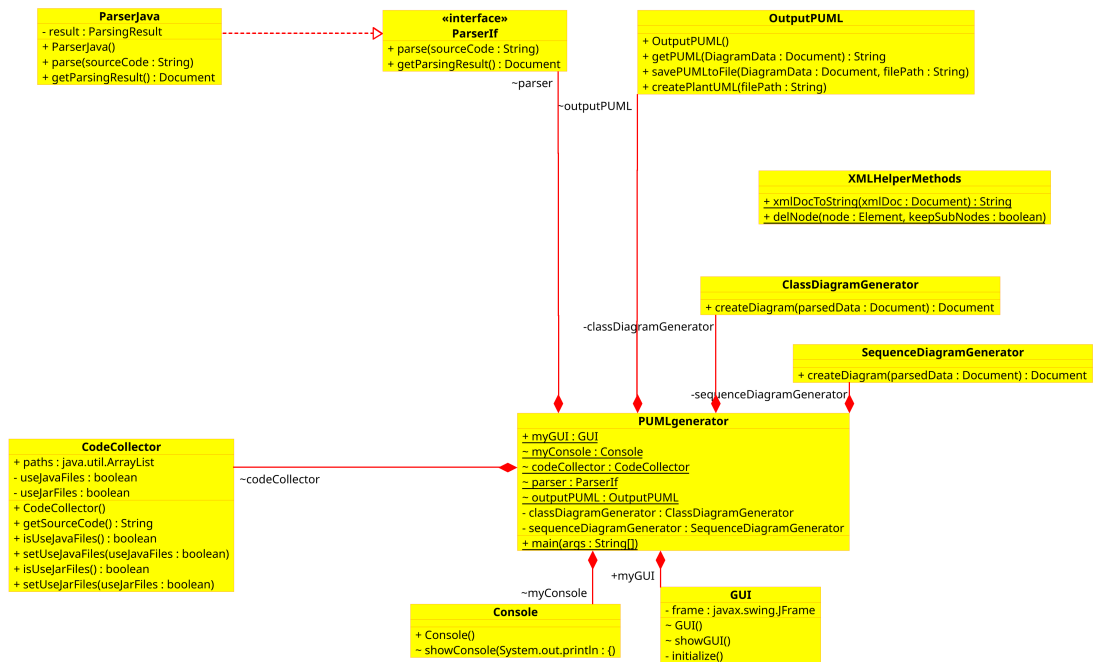 ParserJava
- result : ParsingResult
+ ParserJava()
+ parse(sourceCode : String)
+ getParsingResult() : Document
«interface»
ParserIf
+ parse(sourceCode : String)
+ getParsingResult() : Document
OutputPUML
+ OutputPUML()
+ getPUML(DiagramData : Document) : String
+ savePUMLtoFile(DiagramData : Document, filePath : String)
+ createPlantUML(filePath : String)
~parser
~outputPUML
XMLHelperMethods
+ xmlDocToString(xmlDoc : Document) : String
+ delNode(node : Element, keepSubNodes : boolean)
ClassDiagramGenerator
+ createDiagram(parsedData : Document) : Document
-classDiagramGenerator
SequenceDiagramGenerator
+ createDiagram(parsedData : Document) : Document
-sequenceDiagramGenerator
PUMLgenerator
+ myGUI : GUI
~ myConsole : Console
~ codeCollector : CodeCollector
~ parser : ParserIf
~ outputPUML : OutputPUML
- classDiagramGenerator : ClassDiagramGenerator
- sequenceDiagramGenerator : SequenceDiagramGenerator
+ main(args : String[])
CodeCollector
+ paths : java.util.ArrayList
- useJavaFiles : boolean
- useJarFiles : boolean
+ CodeCollector()
+ getSourceCode() : String
+ isUseJavaFiles() : boolean
+ setUseJavaFiles(useJavaFiles : boolean)
+ isUseJarFiles() : boolean
+ setUseJarFiles(useJarFiles : boolean)
~codeCollector
~myConsole
+myGUI
Console
+ Console()
~ showConsole(System.out.println : {)
GUI
- frame : javax.swing.JFrame
~ GUI()
~ showGUI()
- initialize()